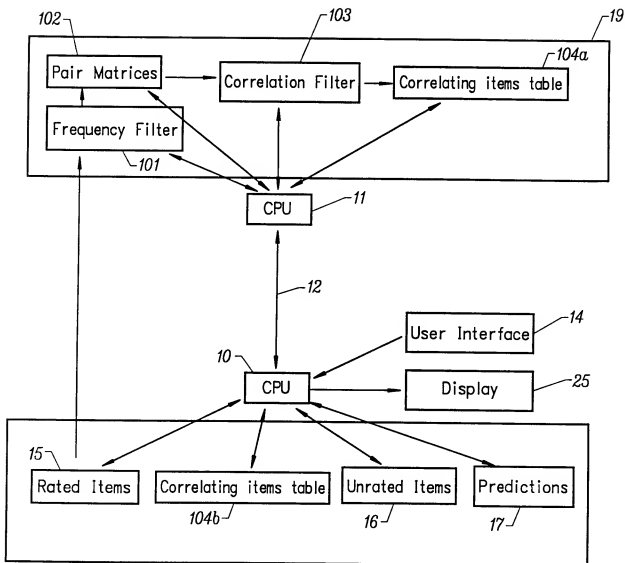 102
103
19
104a
Pair Matrices
Correlation Filter
Correlating items table
Frequency Filter
101
CPU
11
12
User Interface
14
10
CPU
Display
25
15
Rated Items
Correlating items table
Unrated Items
Predictions
104b
16
17